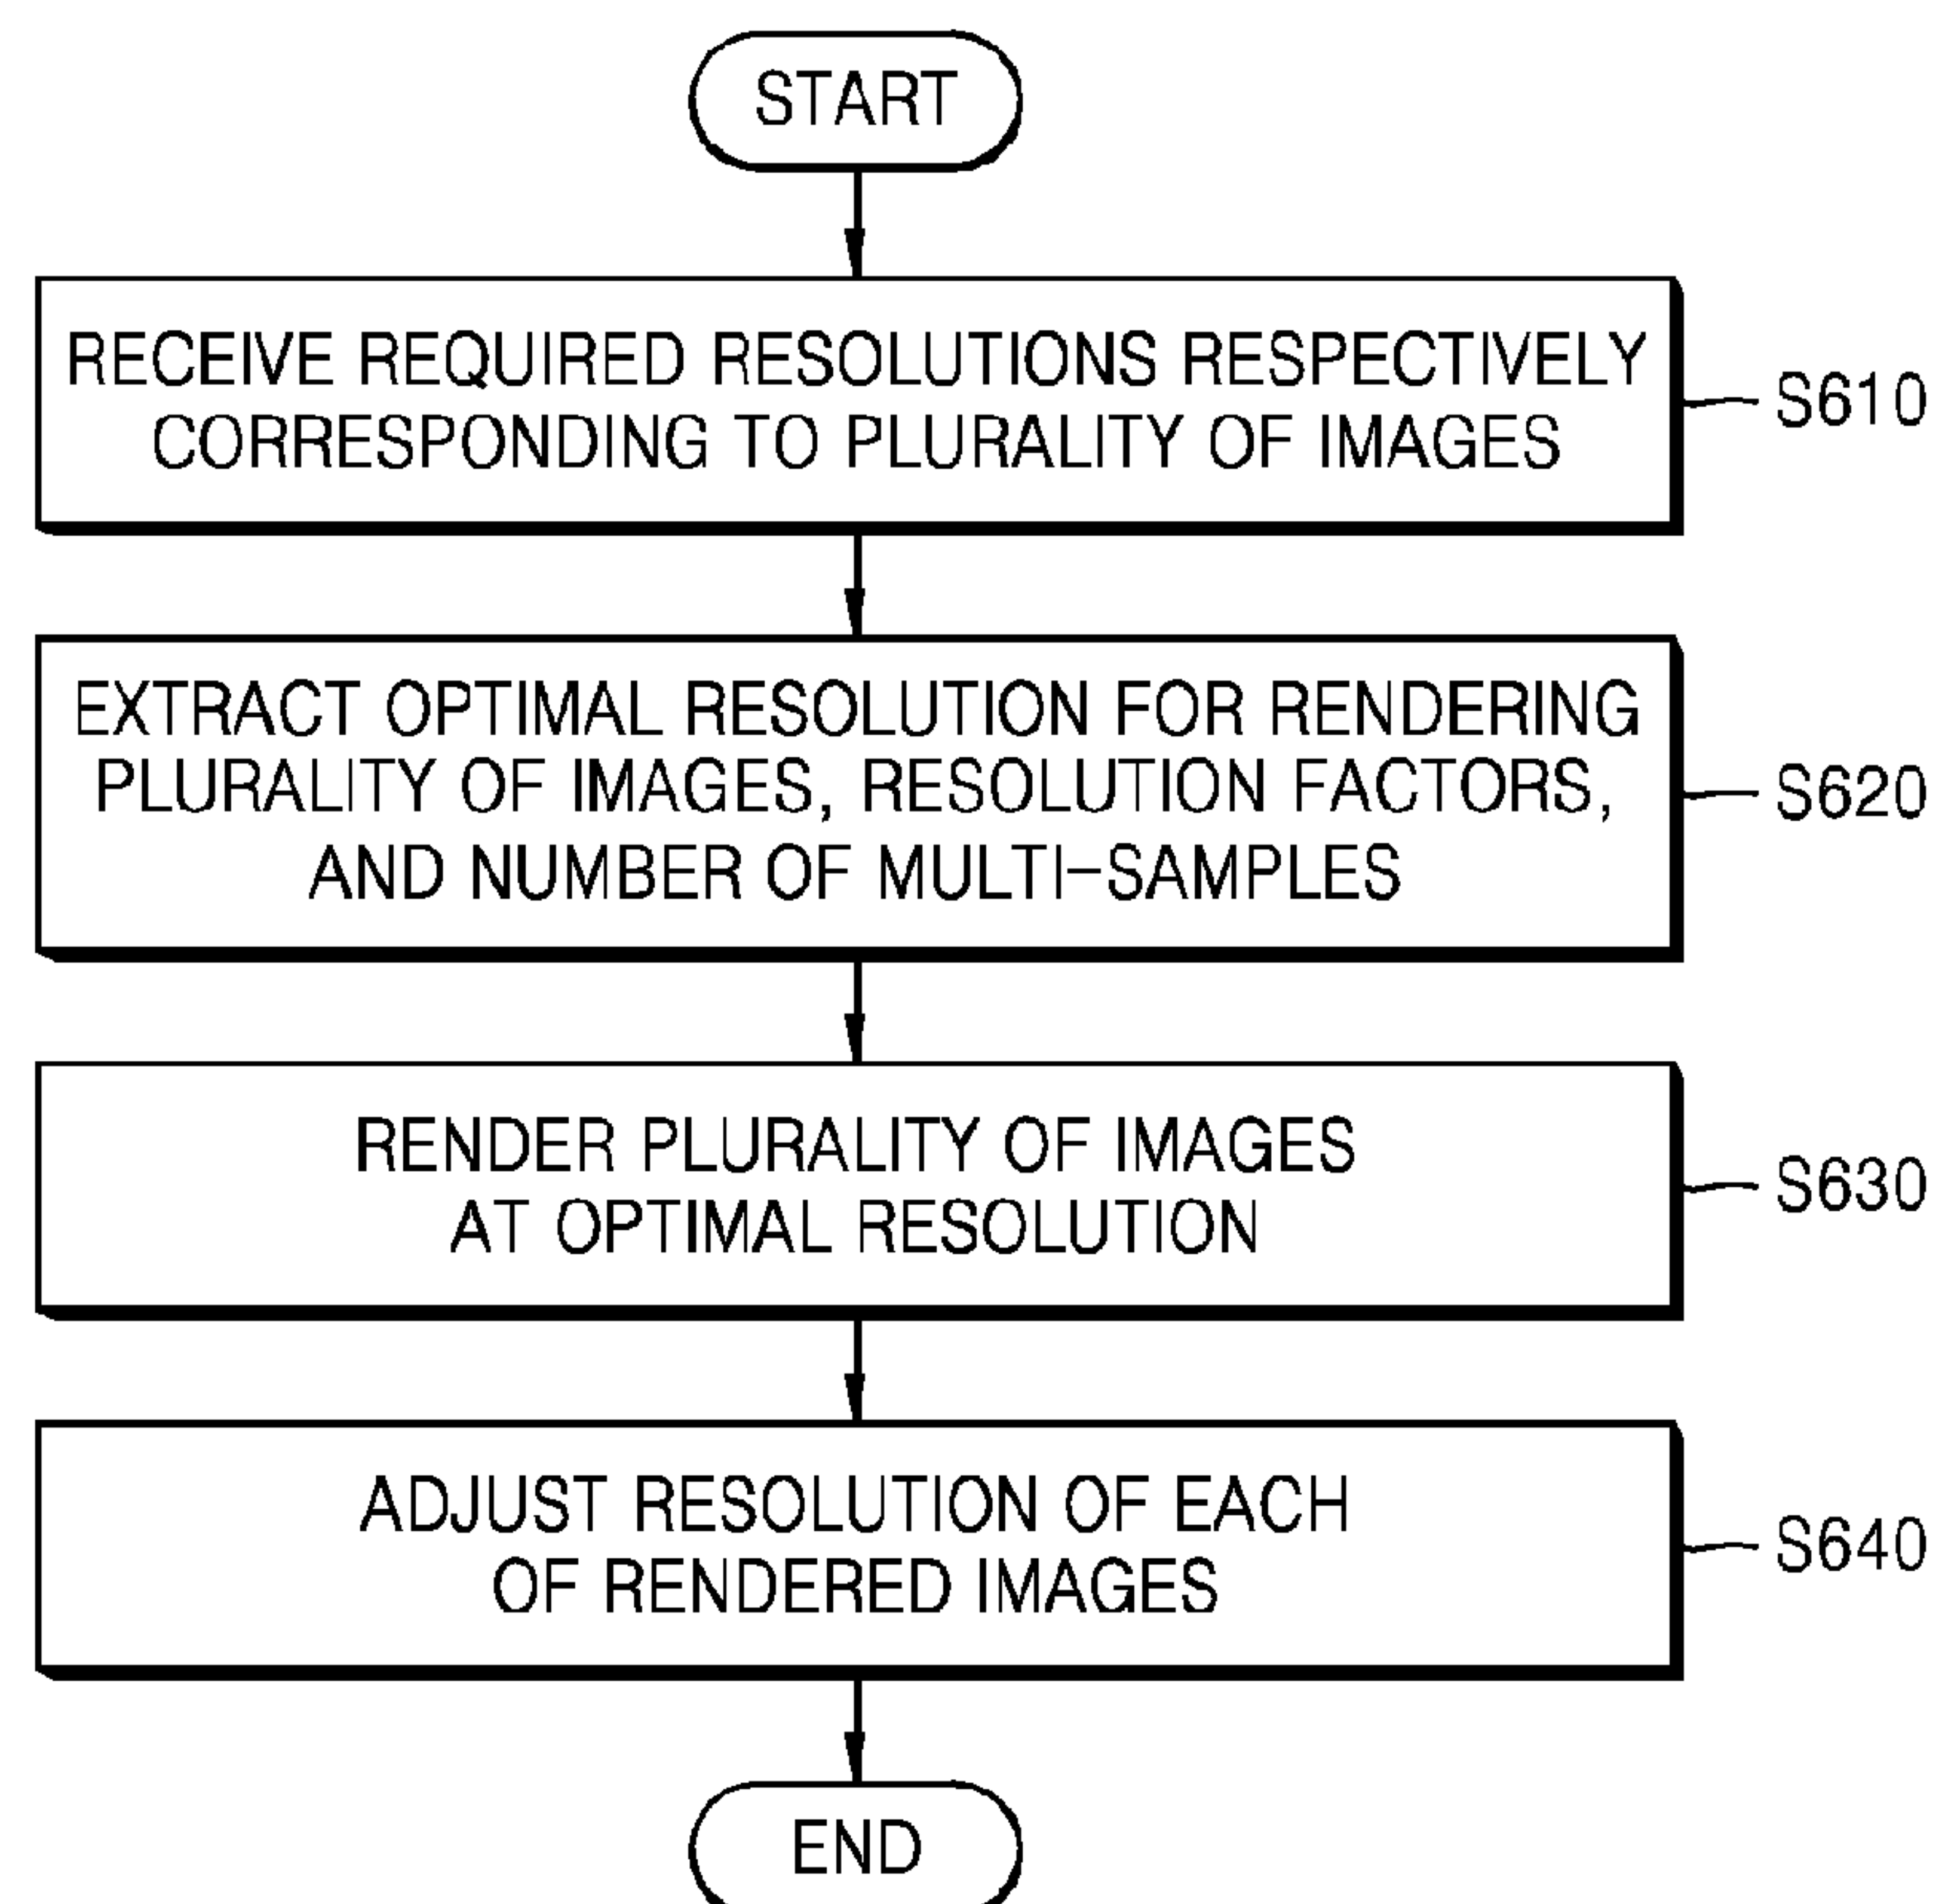 START
RECEIVE REQUIRED RESOLUTIONS RESPECTIVELY
CORRESPONDING TO PLURALITY OF IMAGES
S610
EXTRACT OPTIMAL RESOLUTION FOR RENDERING
PLURALITY OF IMAGES, RESOLUTION FACTORS,
AND NUMBER OF MULTI-SAMPLES
S620
RENDER PLURALITY OF IMAGES
AT OPTIMAL RESOLUTION
S630
ADJUST RESOLUTION OF EACH
OF RENDERED IMAGES
S640
END